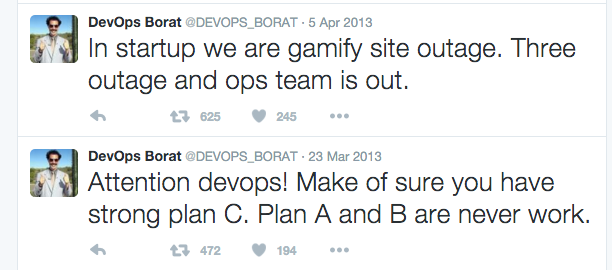 DevOps Borat @DEVOPS_BORAT · 5 Apr 2013
In startup we are gamify site outage. Three
outage and ops team is out.
625 245 •••
DevOps Borat @DEVOPS_BORAT · 23 Mar 2013
Attention devops! Make of sure you have
strong plan C. Plan A and B are never work.
472 194 •••